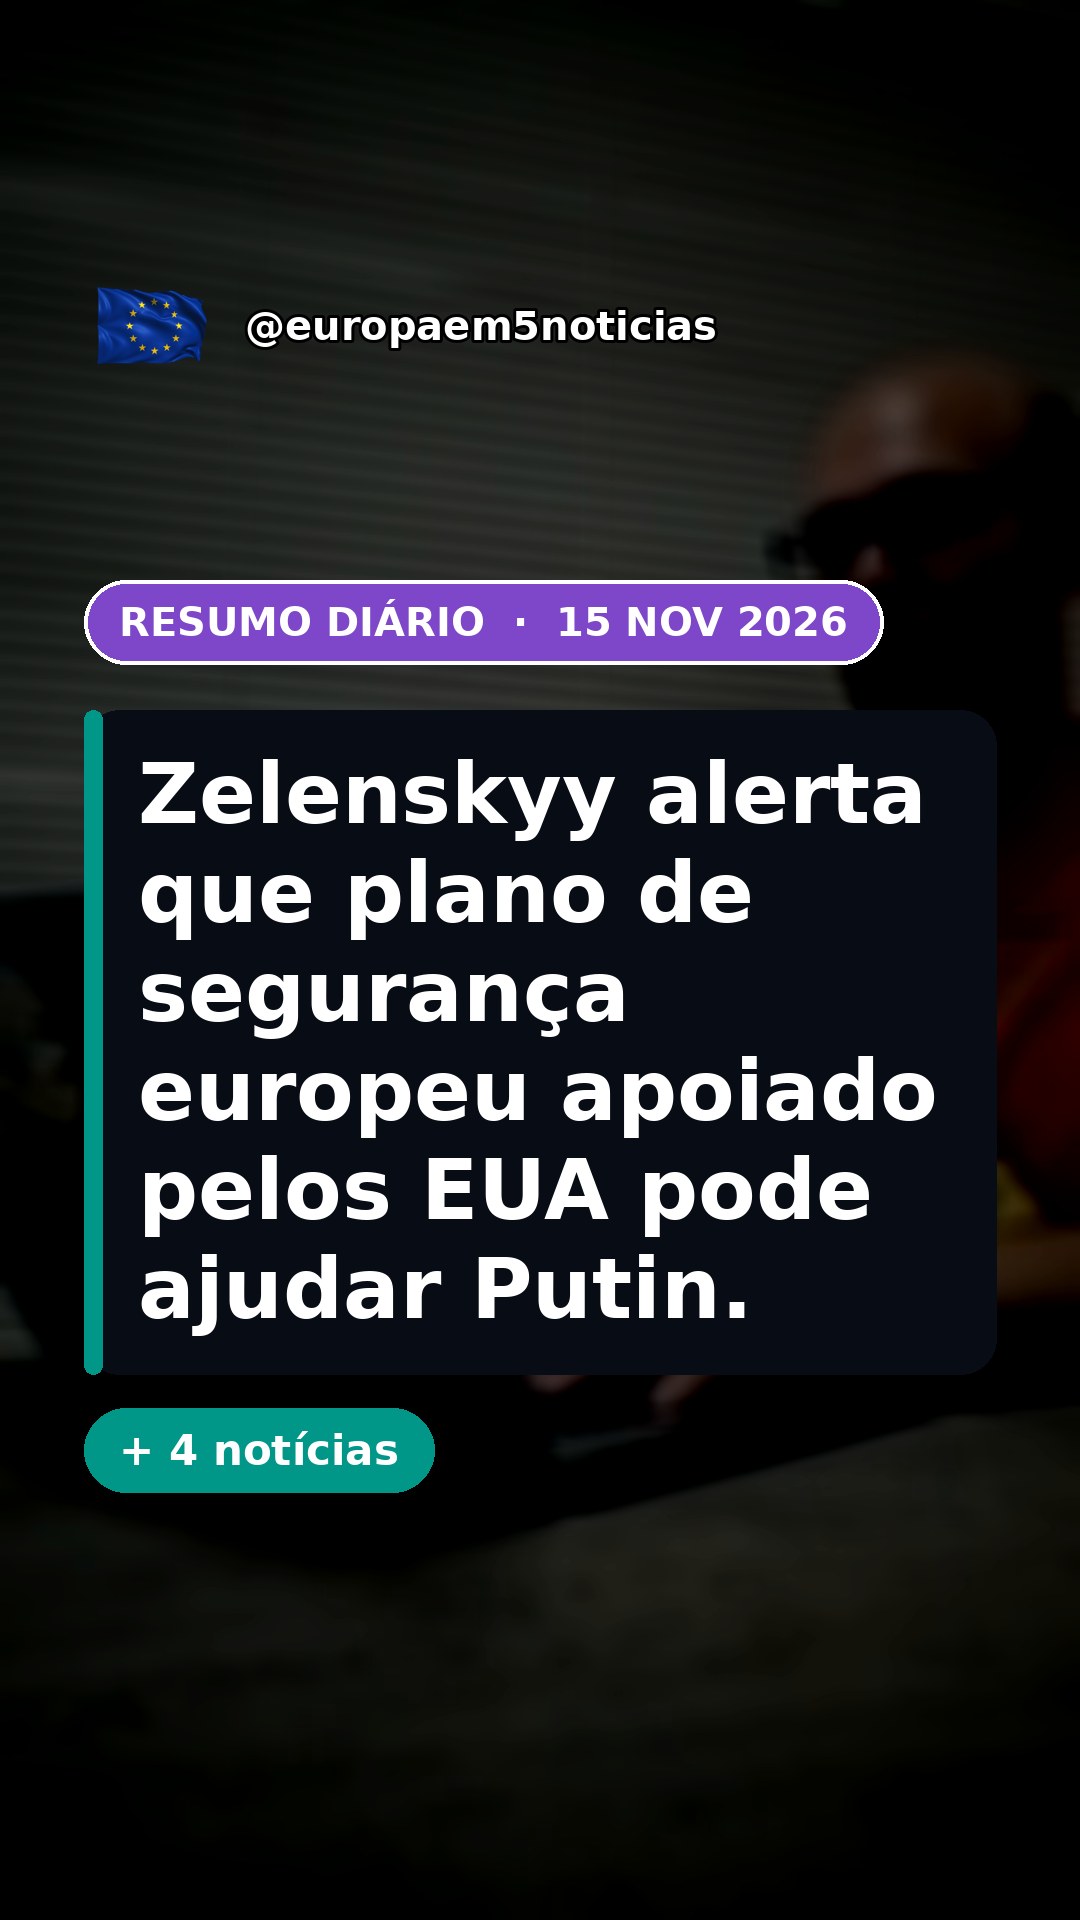 @europaem5noticias
RESUMO DIÁRIO · 15 NOV 2026
Zelenskyy alerta
que plano de
segurança
europeu apoiado
pelos EUA pode
ajudar Putin.
+ 4 notícias